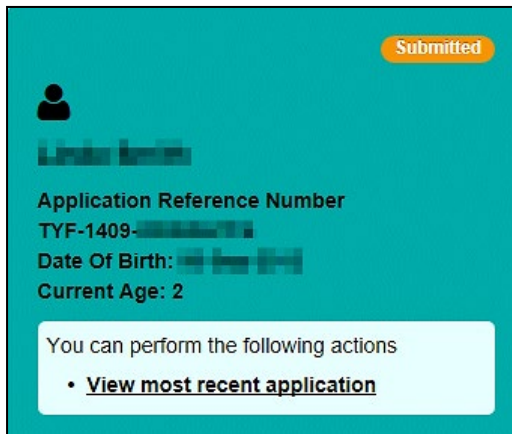 Submitted
Application Reference Number
TYF-1409-
Date Of Birth:
Current Age: 2
You can perform the following actions
• View most recent application